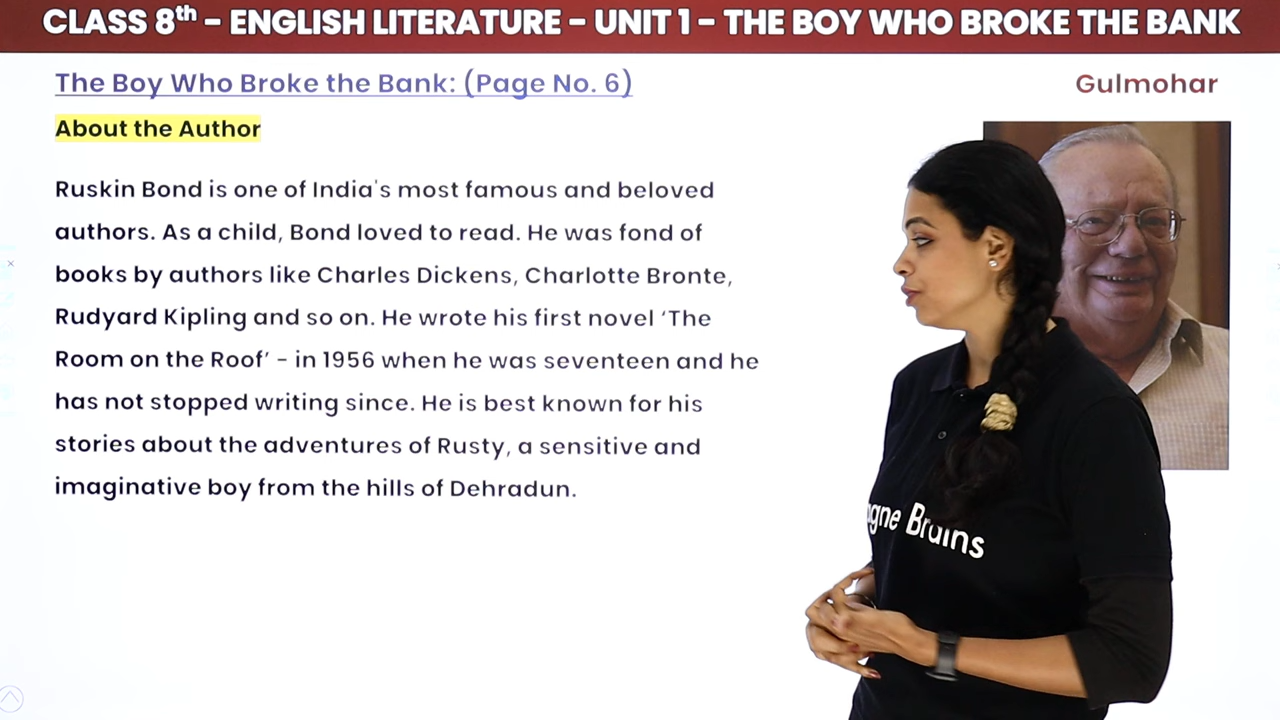 CLASS 8th - ENGLISH LITERATURE - UNIT 1 - THE BOY WHO BROKE THE BANK
The Boy Who Broke the Bank: (Page No. 6)
Gulmohar
About the Author
Ruskin Bond is one of India's most famous and beloved
authors. As a child, Bond loved to read. He was fond of
books by authors like Charles Dickens, Charlotte Bronte,
Rudyard Kipling and so on. He wrote his first novel ‘The
Room on the Roof’ - in 1956 when he was seventeen and he
has not stopped writing since. He is best known for his
stories about the adventures of Rusty, a sensitive and
imaginative boy from the hills of Dehradun.
Brains